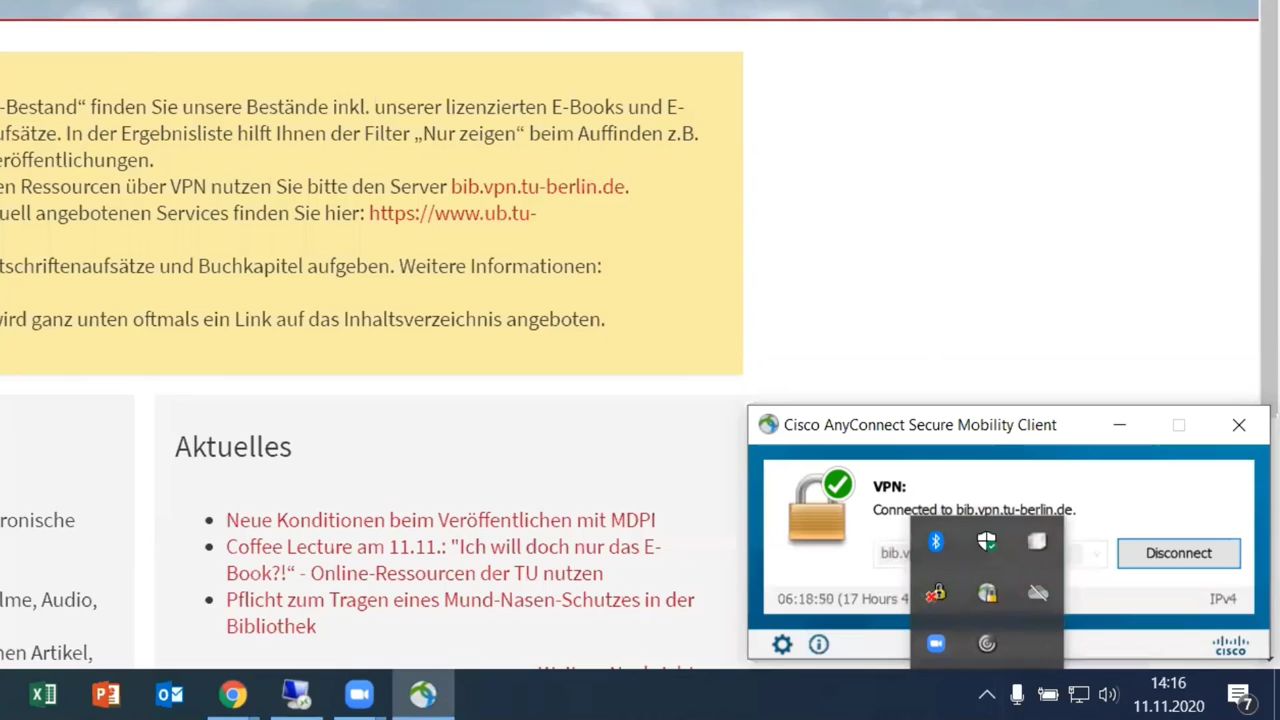 -Bestand“ finden Sie unsere Bestände inkl. unserer lizenzierten E-Books und E-
ufsätze. In der Ergebnisliste hilft Ihnen der Filter „Nur zeigen“ beim Auffinden z.B.
eröffentlichungen.
en Ressourcen über VPN nutzen Sie bitte den Server bib.vpn.tu-berlin.de.
uell angebotenen Services finden Sie hier: https://www.ub.tu-
tschriftenaufsätze und Buchkapitel aufgeben. Weitere Informationen:
wird ganz unten oftmals ein Link auf das Inhaltsverzeichnis angeboten.
Aktuelles
ronische
lme, Audio,
nen Artikel,
Neue Konditionen beim Veröffentlichen mit MDPI
Coffee Lecture am 11.11.: "Ich will doch nur das E-
Book?!“ - Online-Ressourcen der TU nutzen
Pflicht zum Tragen eines Mund-Nasen-Schutzes in der
Bibliothek
Cisco AnyConnect Secure Mobility Client
VPN:
Connected to bib.vpn.tu-berlin.de.
bib.v
Disconnect
06:18:50 (17 Hours 4
IPv4
cisco
14:16
11.11.2020
7